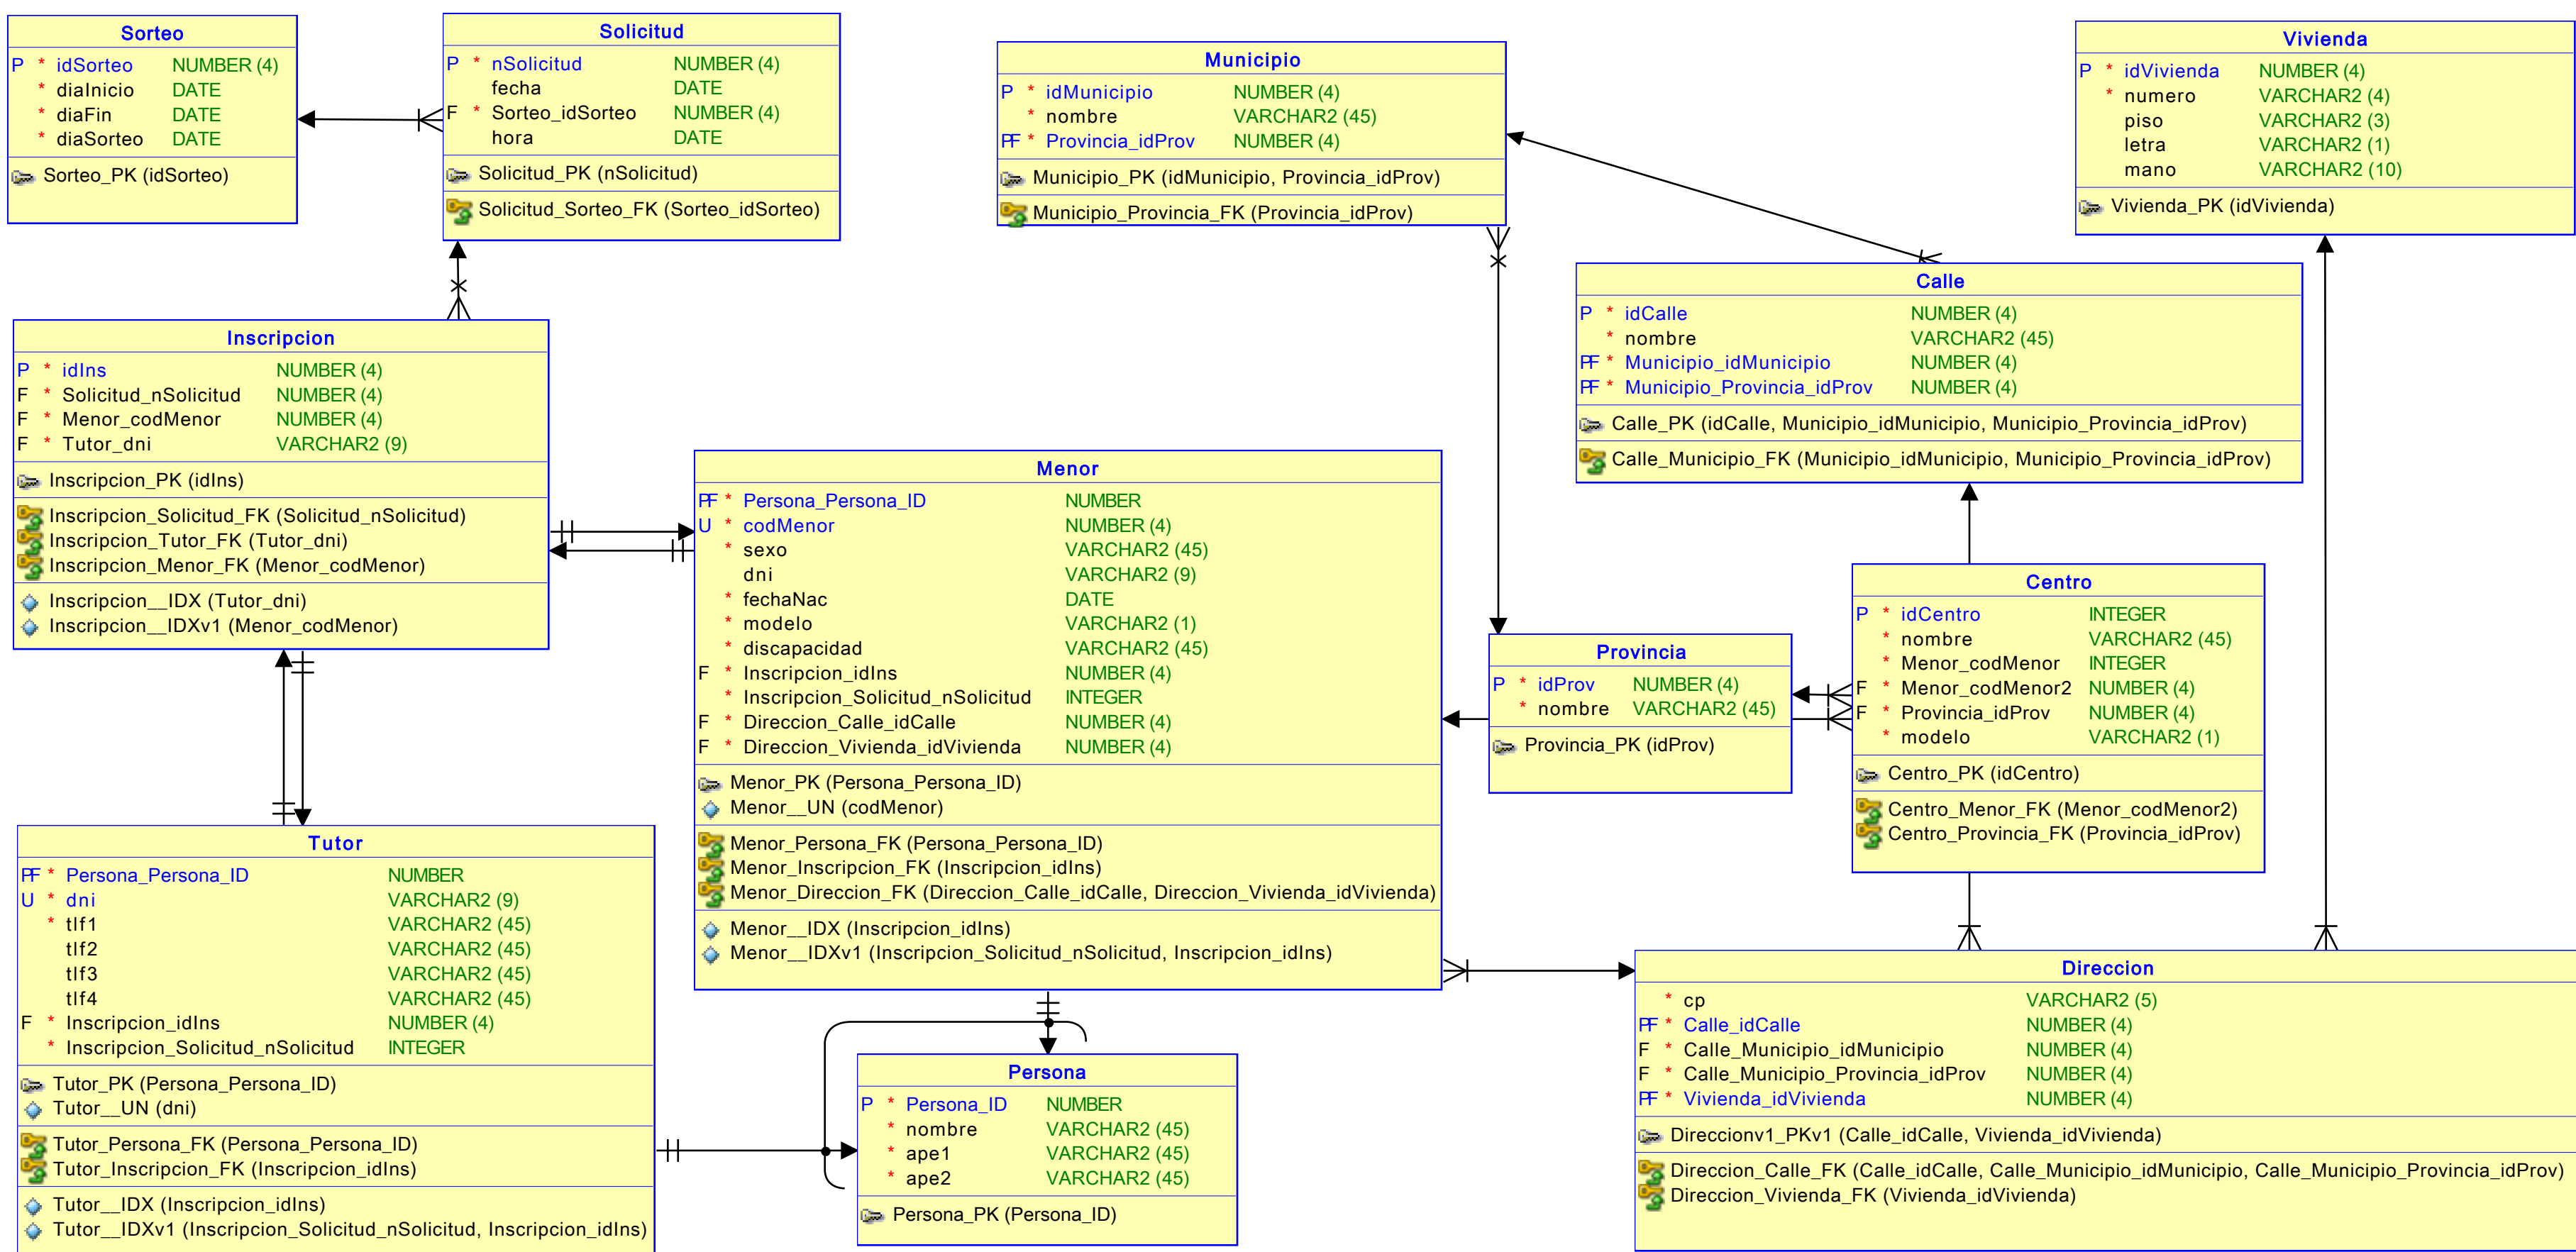 Sorteo
P * idSorteo NUMBER (4)
* diaInicio DATE
* diaFin DATE
* diaSorteo DATE
Sorteo_PK (idSorteo)
Solicitud
P * nSolicitud NUMBER (4)
fecha DATE
F * Sorteo_idSorteo NUMBER (4)
hora DATE
Solicitud_PK (nSolicitud)
Solicitud_Sorteo_FK (Sorteo_idSorteo)
Municipio
P * idMunicipio NUMBER (4)
* nombre VARCHAR2 (45)
PF * Provincia_idProv NUMBER (4)
Municipio_PK (idMunicipio, Provincia_idProv)
Municipio_Provincia_FK (Provincia_idProv)
Vivienda
P * idVivienda NUMBER (4)
* numero VARCHAR2 (4)
piso VARCHAR2 (3)
letra VARCHAR2 (1)
mano VARCHAR2 (10)
Vivienda_PK (idVivienda)
Calle
P * idCalle NUMBER (4)
* nombre VARCHAR2 (45)
PF * Municipio_idMunicipio NUMBER (4)
PF * Municipio_Provincia_idProv NUMBER (4)
Calle_PK (idCalle, Municipio_idMunicipio, Municipio_Provincia_idProv)
Calle_Municipio_FK (Municipio_idMunicipio, Municipio_Provincia_idProv)
Inscripcion
P * idIns NUMBER (4)
F * Solicitud_nSolicitud NUMBER (4)
F * Menor_codMenor NUMBER (4)
F * Tutor_dni VARCHAR2 (9)
Inscripcion_PK (idIns)
Inscripcion_Solicitud_FK (Solicitud_nSolicitud)
Inscripcion_Tutor_FK (Tutor_dni)
Inscripcion_Menor_FK (Menor_codMenor)
Inscripcion__IDX (Tutor_dni)
Inscripcion__IDXv1 (Menor_codMenor)
Menor
PF * Persona_Persona_ID NUMBER
U * codMenor NUMBER (4)
* sexo VARCHAR2 (45)
dni VARCHAR2 (9)
* fechaNac DATE
* modelo VARCHAR2 (1)
* discapacidad VARCHAR2 (45)
F * Inscripcion_idIns NUMBER (4)
* Inscripcion_Solicitud_nSolicitud INTEGER
F * Direccion_Calle_idCalle NUMBER (4)
F * Direccion_Vivienda_idVivienda NUMBER (4)
Menor_PK (Persona_Persona_ID)
Menor__UN (codMenor)
Menor_Persona_FK (Persona_Persona_ID)
Menor_Inscripcion_FK (Inscripcion_idIns)
Menor_Direccion_FK (Direccion_Calle_idCalle, Direccion_Vivienda_idVivienda)
Menor__IDX (Inscripcion_idIns)
Menor__IDXv1 (Inscripcion_Solicitud_nSolicitud, Inscripcion_idIns)
Provincia
P * idProv NUMBER (4)
* nombre VARCHAR2 (45)
Provincia_PK (idProv)
Centro
P * idCentro INTEGER
* nombre VARCHAR2 (45)
* Menor_codMenor INTEGER
F * Menor_codMenor2 NUMBER (4)
F * Provincia_idProv NUMBER (4)
* modelo VARCHAR2 (1)
Centro_PK (idCentro)
Centro_Menor_FK (Menor_codMenor2)
Centro_Provincia_FK (Provincia_idProv)
Tutor
PF * Persona_Persona_ID NUMBER
U * dni VARCHAR2 (9)
* tlf1 VARCHAR2 (45)
tlf2 VARCHAR2 (45)
tlf3 VARCHAR2 (45)
tlf4 VARCHAR2 (45)
F * Inscripcion_idIns NUMBER (4)
* Inscripcion_Solicitud_nSolicitud INTEGER
Tutor_PK (Persona_Persona_ID)
Tutor__UN (dni)
Tutor_Persona_FK (Persona_Persona_ID)
Tutor_Inscripcion_FK (Inscripcion_idIns)
Tutor__IDX (Inscripcion_idIns)
Tutor__IDXv1 (Inscripcion_Solicitud_nSolicitud, Inscripcion_idIns)
Persona
P * Persona_ID NUMBER
* nombre VARCHAR2 (45)
* ape1 VARCHAR2 (45)
* ape2 VARCHAR2 (45)
Persona_PK (Persona_ID)
Direccion
* cp VARCHAR2 (5)
PF * Calle_idCalle NUMBER (4)
F * Calle_Municipio_idMunicipio NUMBER (4)
F * Calle_Municipio_Provincia_idProv NUMBER (4)
PF * Vivienda_idVivienda NUMBER (4)
Direccionv1_PKv1 (Calle_idCalle, Vivienda_idVivienda)
Direccion_Calle_FK (Calle_idCalle, Calle_Municipio_idMunicipio, Calle_Municipio_Provincia_idProv)
Direccion_Vivienda_FK (Vivienda_idVivienda)